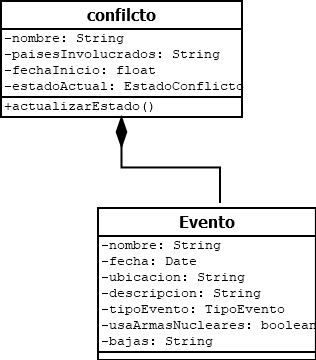 confilcto
-nombre: String
-paisesInvolucrados: String
-fechaInicio: float
-estadoActual: EstadoConflicto
+actualizarEstado()
Evento
-nombre: String
-fecha: Date
-ubicacion: String
-descripcion: String
-tipoEvento: TipoEvento
-usaArmasNucleares: boolean
-bajas: String